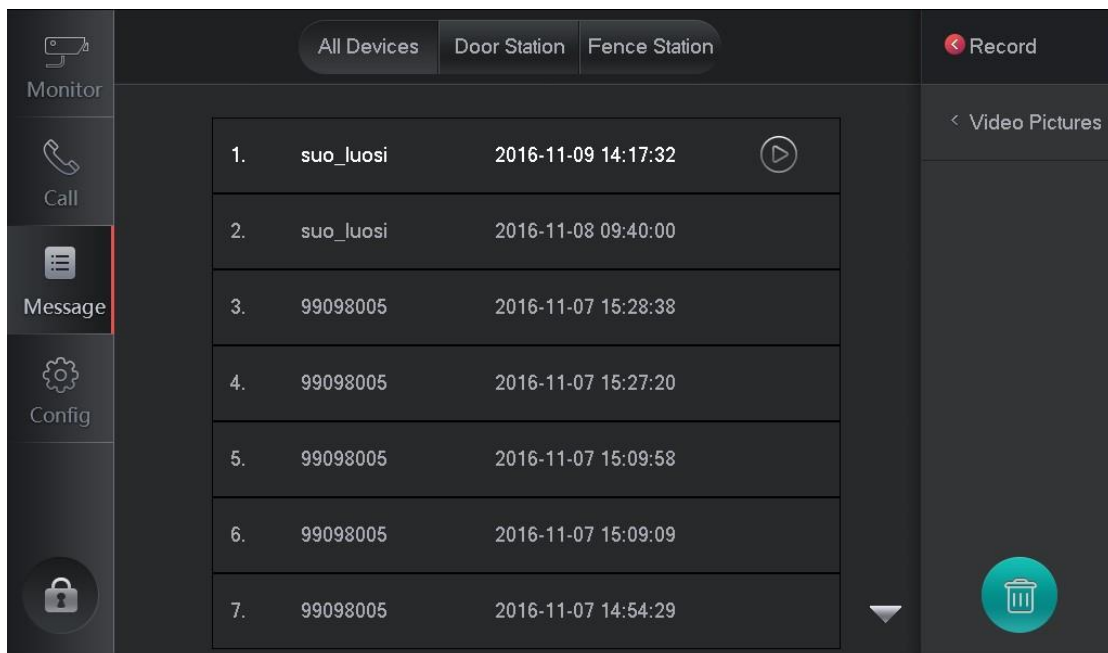 Monitor
Call
Message
Config
All Devices Door Station Fence Station
1. suo_luosi 2016-11-09 14:17:32
2. suo_luosi 2016-11-08 09:40:00
3. 99098005 2016-11-07 15:28:38
4. 99098005 2016-11-07 15:27:20
5. 99098005 2016-11-07 15:09:58
6. 99098005 2016-11-07 15:09:09
7. 99098005 2016-11-07 14:54:29
Record
Video Pictures